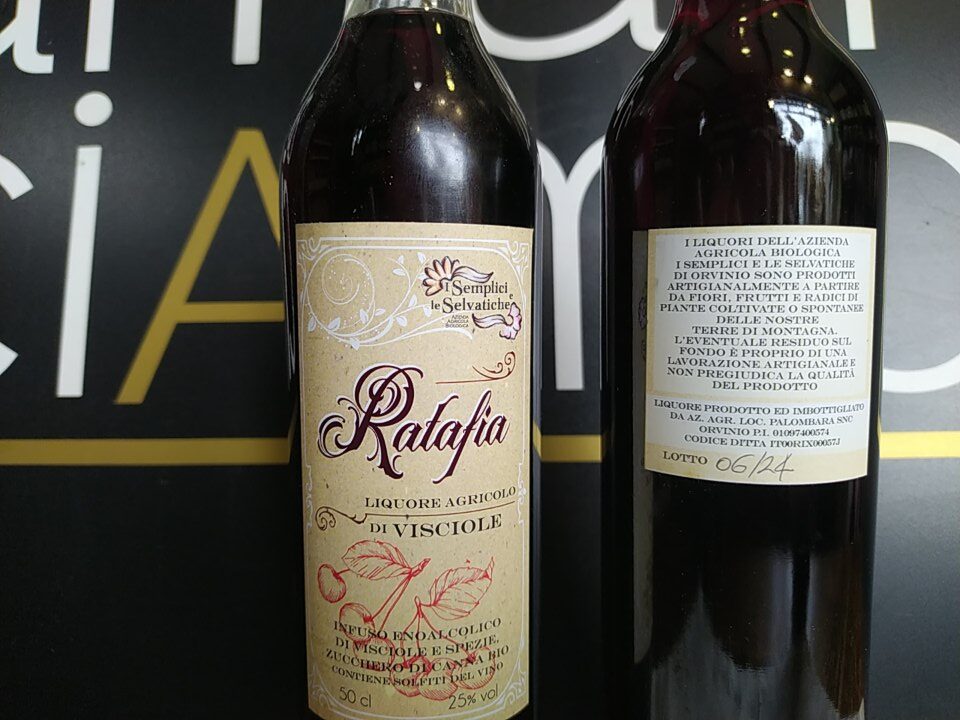 I Semplici
e
le Selvatiche
AZIENDA
AGRICOLA
BIOLOGICA
Ratafia
LIQUORE AGRICOLO
DI VISCIOLE
INFUSO ENOALCOLICO
DI VISCIOLE E SPEZIE,
ZUCCHERO DI CANNA BIO
CONTIENE SOLFITI DEL VINO
50 cl 25% vol
I LIQUORI DELL'AZIENDA
AGRICOLA BIOLOGICA
I SEMPLICI E LE SELVATICHE
DI ORVINIO SONO PRODOTTI
ARTIGIANALMENTE A PARTIRE
DA FIORI, FRUTTI E RADICI DI
PIANTE COLTIVATE O SPONTANEE
DELLE NOSTRE
TERRE DI MONTAGNA.
L'EVENTUALE RESIDUO SUL
FONDO È PROPRIO DI UNA
LAVORAZIONE ARTIGIANALE E
NON PREGIUDICA LA QUALITÀ
DEL PRODOTTO
LIQUORE PRODOTTO ED IMBOTTIGLIATO
DA AZ. AGR. LOC. PALOMBARA SNC
ORVINIO P.I. 01097400574
CODICE DITTA IT00RIX00057J
LOTTO 06/24